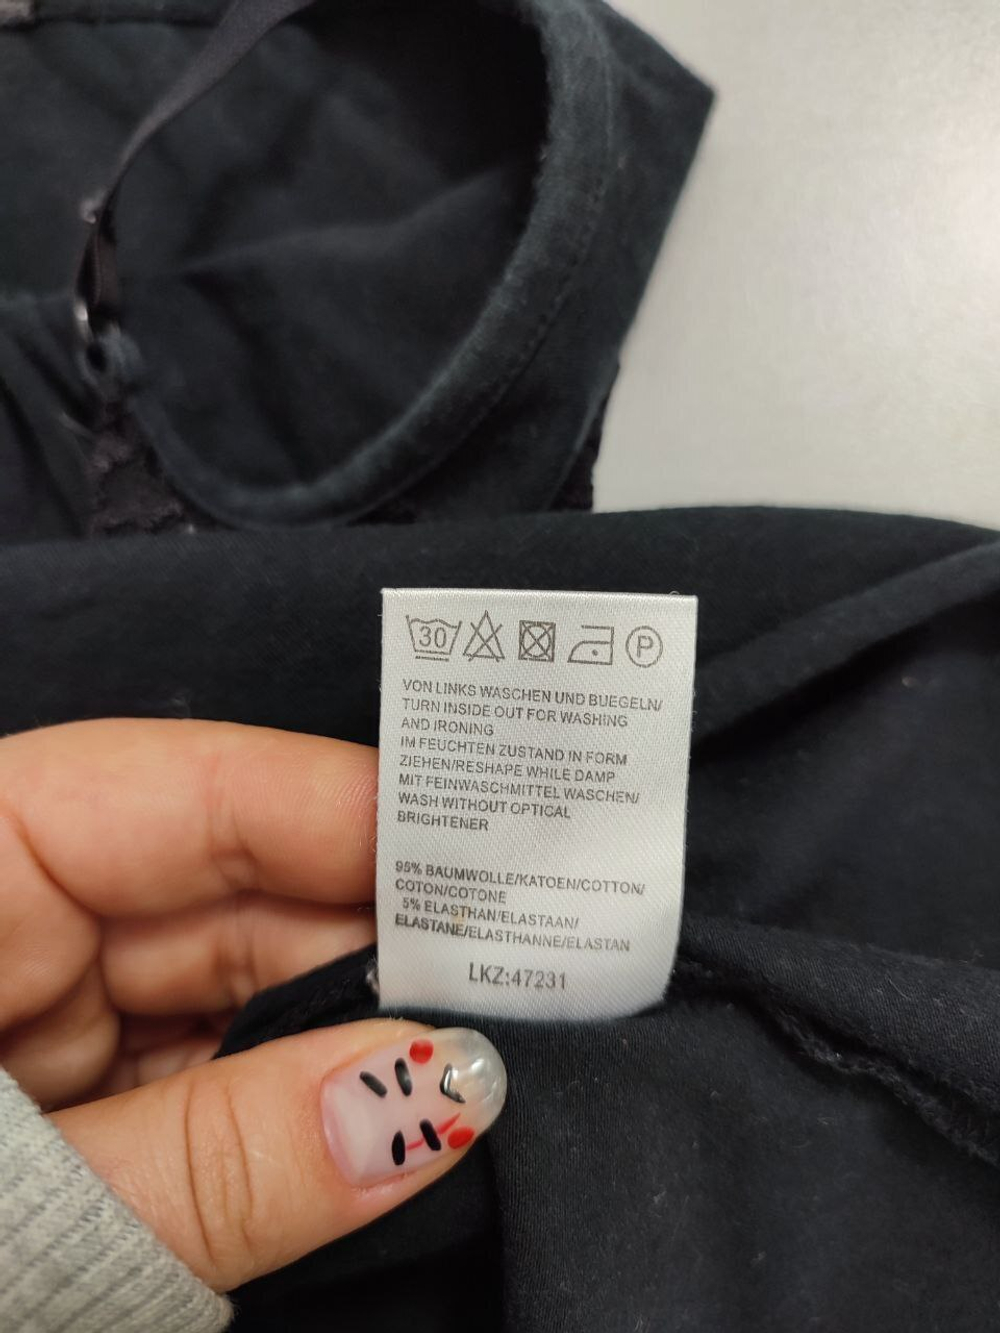 30 P
VON LINKS WASCHEN UND BUEGELN/
TURN INSIDE OUT FOR WASHING
AND IRONING
IM FEUCHTEN ZUSTAND IN FORM
ZIEHEN/RESHAPE WHILE DAMP
MIT FEINWASCHMITTEL WASCHEN/
WASH WITHOUT OPTICAL
BRIGHTENER
95% BAUMWOLLE/KATOEN/COTTON/
COTON/COTONE
5% ELASTHAN/ELASTAAN/
ELASTANE/ELASTHANNE/ELASTAN
LKZ:47231